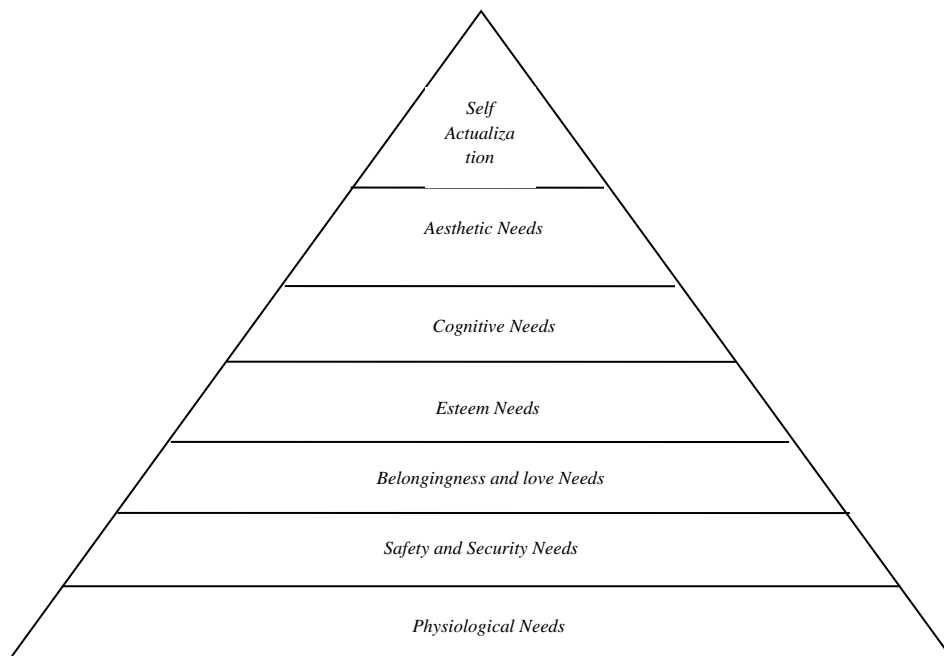 Self
Actualiza
tion
Aesthetic Needs
Cognitive Needs
Esteem Needs
Belongingness and love Needs
Safety and Security Needs
Physiological Needs